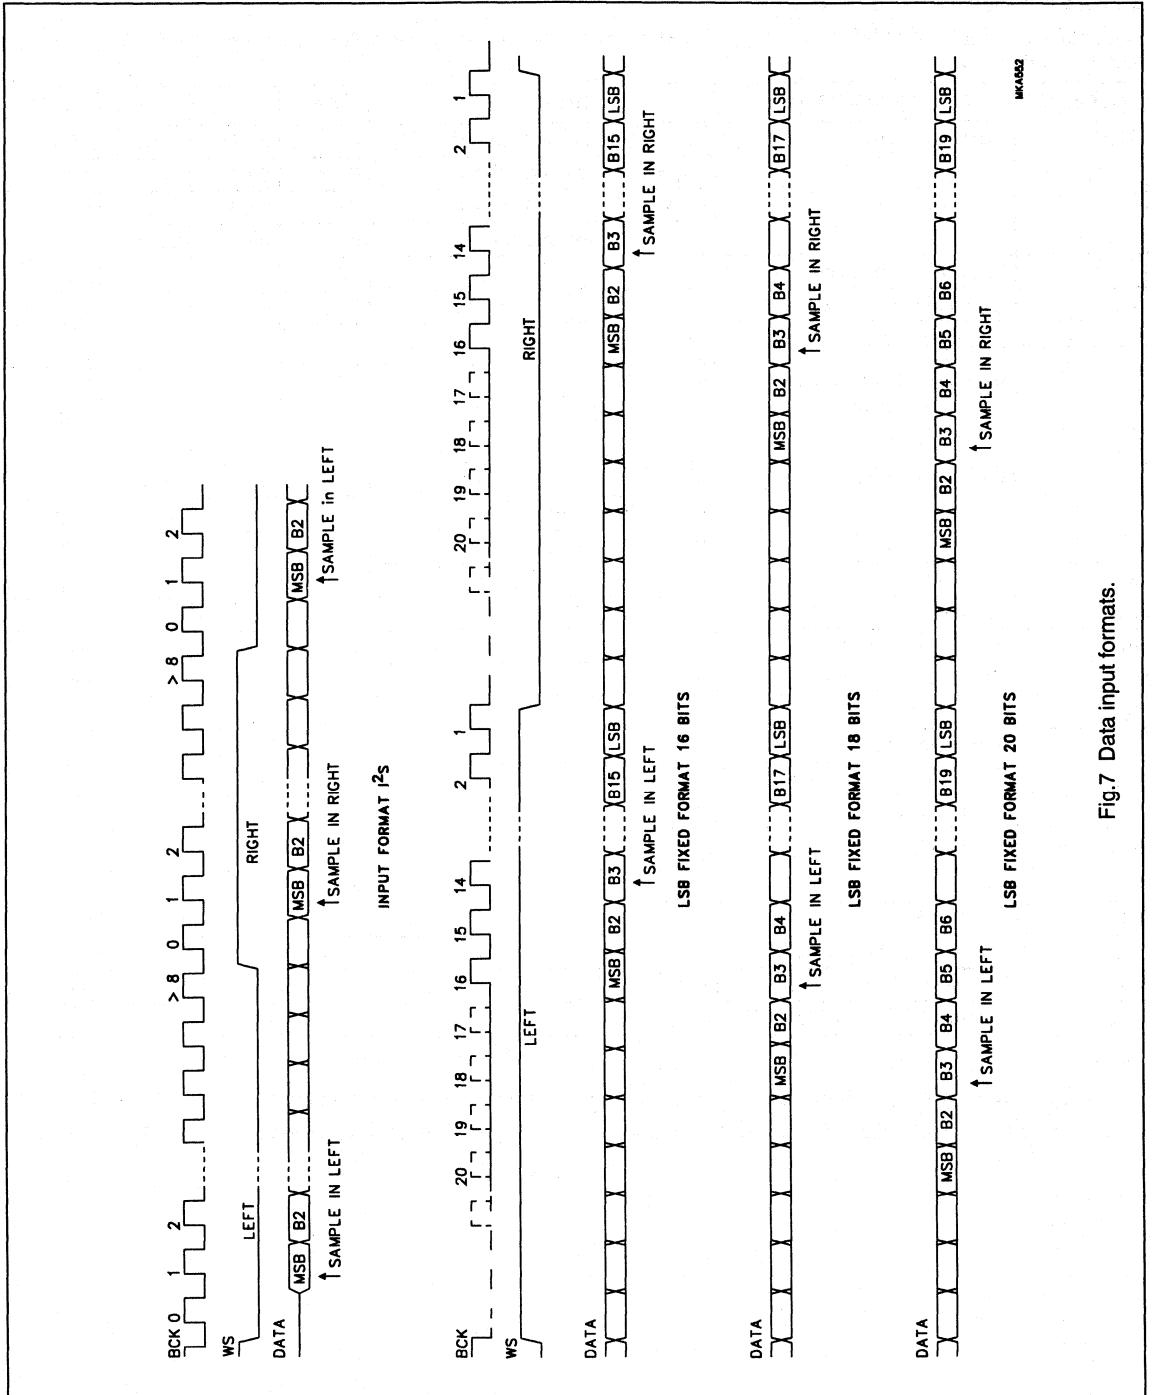 BCK 0 1 2 >8 0 1 2 >8 0 1 2
WS LEFT RIGHT
DATA MSB B2 MSB B2 MSB B2
SAMPLE IN LEFT SAMPLE IN RIGHT SAMPLE in LEFT
INPUT FORMAT I²S
BCK 20 19 18 17 16 15 14 2 1 20 19 18 17 16 15 14 2 1
WS LEFT RIGHT
DATA MSB B2 B3 B15 LSB MSB B2 B3 B15 LSB
SAMPLE IN LEFT SAMPLE IN RIGHT
LSB FIXED FORMAT 16 BITS
DATA MSB B2 B3 B4 B17 LSB MSB B2 B3 B4 B17 LSB
SAMPLE IN LEFT SAMPLE IN RIGHT
LSB FIXED FORMAT 18 BITS
DATA MSB B2 B3 B4 B5 B6 B19 LSB MSB B2 B3 B4 B5 B6 B19 LSB
SAMPLE IN LEFT SAMPLE IN RIGHT
LSB FIXED FORMAT 20 BITS
MKA552
Fig.7 Data input formats.